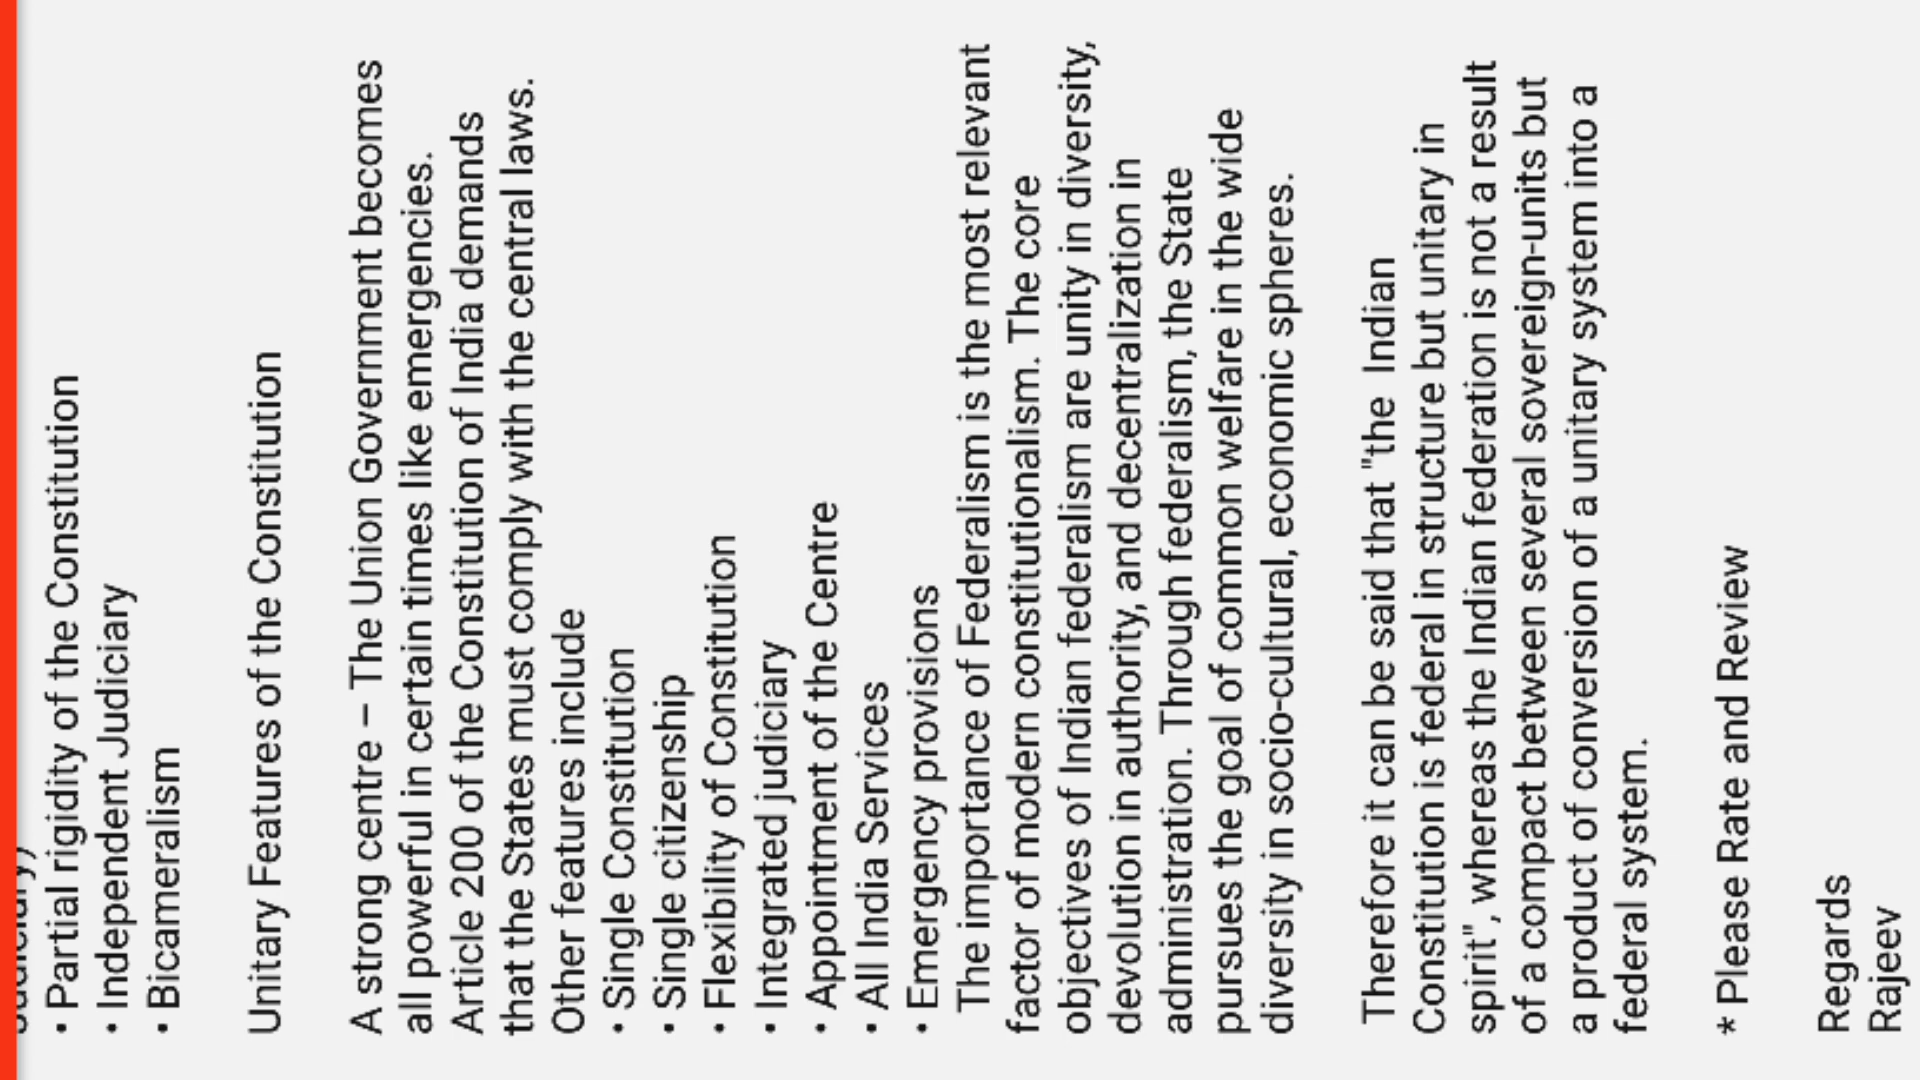 • Partial rigidity of the Constitution
• Independent Judiciary
• Bicameralism
Unitary Features of the Constitution
A strong centre – The Union Government becomes
all powerful in certain times like emergencies.
Article 200 of the Constitution of India demands
that the States must comply with the central laws.
Other features include
• Single Constitution
• Single citizenship
• Flexibility of Constitution
• Integrated judiciary
• Appointment of the Centre
• All India Services
• Emergency provisions
The importance of Federalism is the most relevant
factor of modern constitutionalism. The core
objectives of Indian federalism are unity in diversity,
devolution in authority, and decentralization in
administration. Through federalism, the State
pursues the goal of common welfare in the wide
diversity in socio-cultural, economic spheres.
Therefore it can be said that "the Indian
Constitution is federal in structure but unitary in
spirit", whereas the Indian federation is not a result
of a compact between several sovereign-units but
a product of conversion of a unitary system into a
federal system.
* Please Rate and Review
Regards
Rajeev